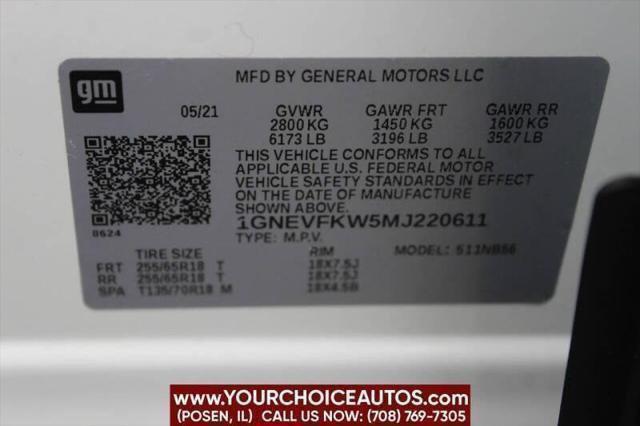 gm
MFD BY GENERAL MOTORS LLC
05/21 GVWR GAWR FRT GAWR RR
2800 KG 1450 KG 1600 KG
6173 LB 3196 LB 3527 LB
THIS VEHICLE CONFORMS TO ALL
APPLICABLE U.S. FEDERAL MOTOR
VEHICLE SAFETY STANDARDS IN EFFECT
ON THE DATE OF MANUFACTURE
SHOWN ABOVE.
1GNEVFKW5MJ220611
8624
TYPE: M.P.V. MODEL: 511NB56
TIRE SIZE RIM
FRT 255/65R18 T 18X7.5J
RR 255/65R18 T 18X7.5J
SPA T135/70R18 M 18X4.5B
WWW.YOURCHOICEAUTOS.COM
(POSEN, IL) CALL US NOW: (708) 769-7305